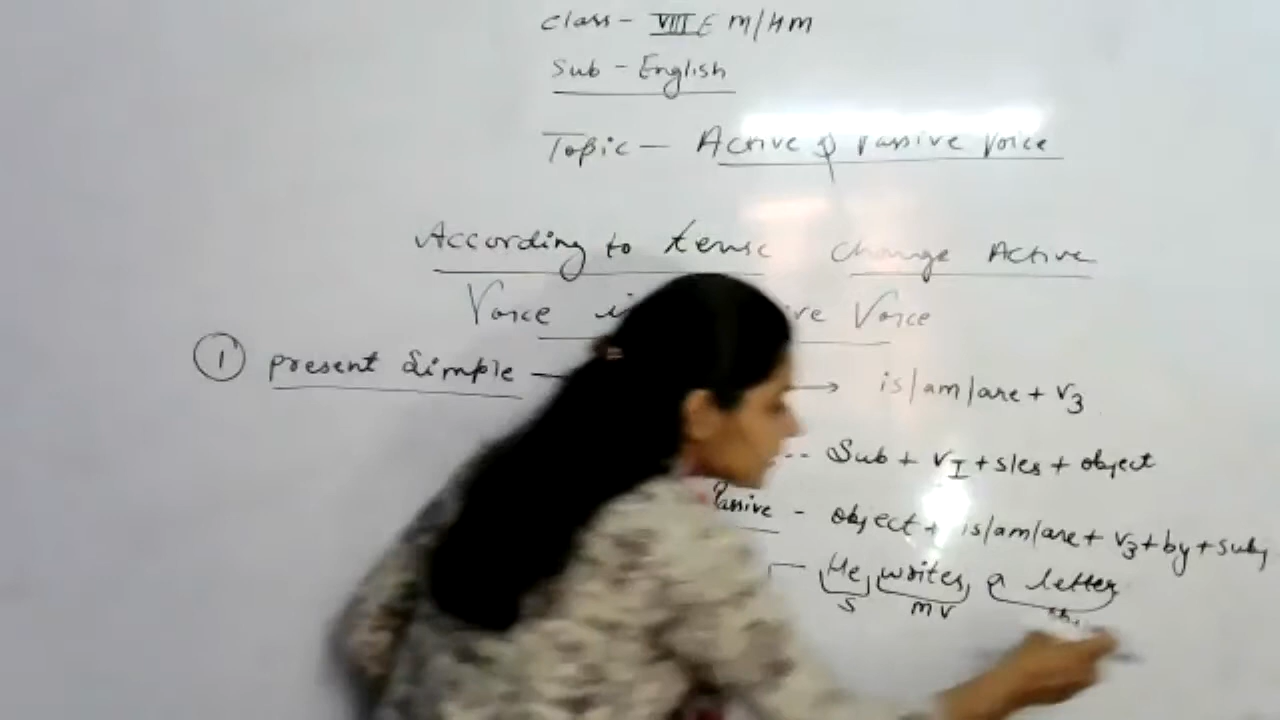 Class - VIII E M/HM
Sub - English
Topic - Active & Passive Voice
According to tense change Active
Voice ive Voice
① present Simple → is/am/are + V3
Sub + VI + s/es + object
Passive - object + is/am/are + V3 + by + sub
He writes a letter
S MV